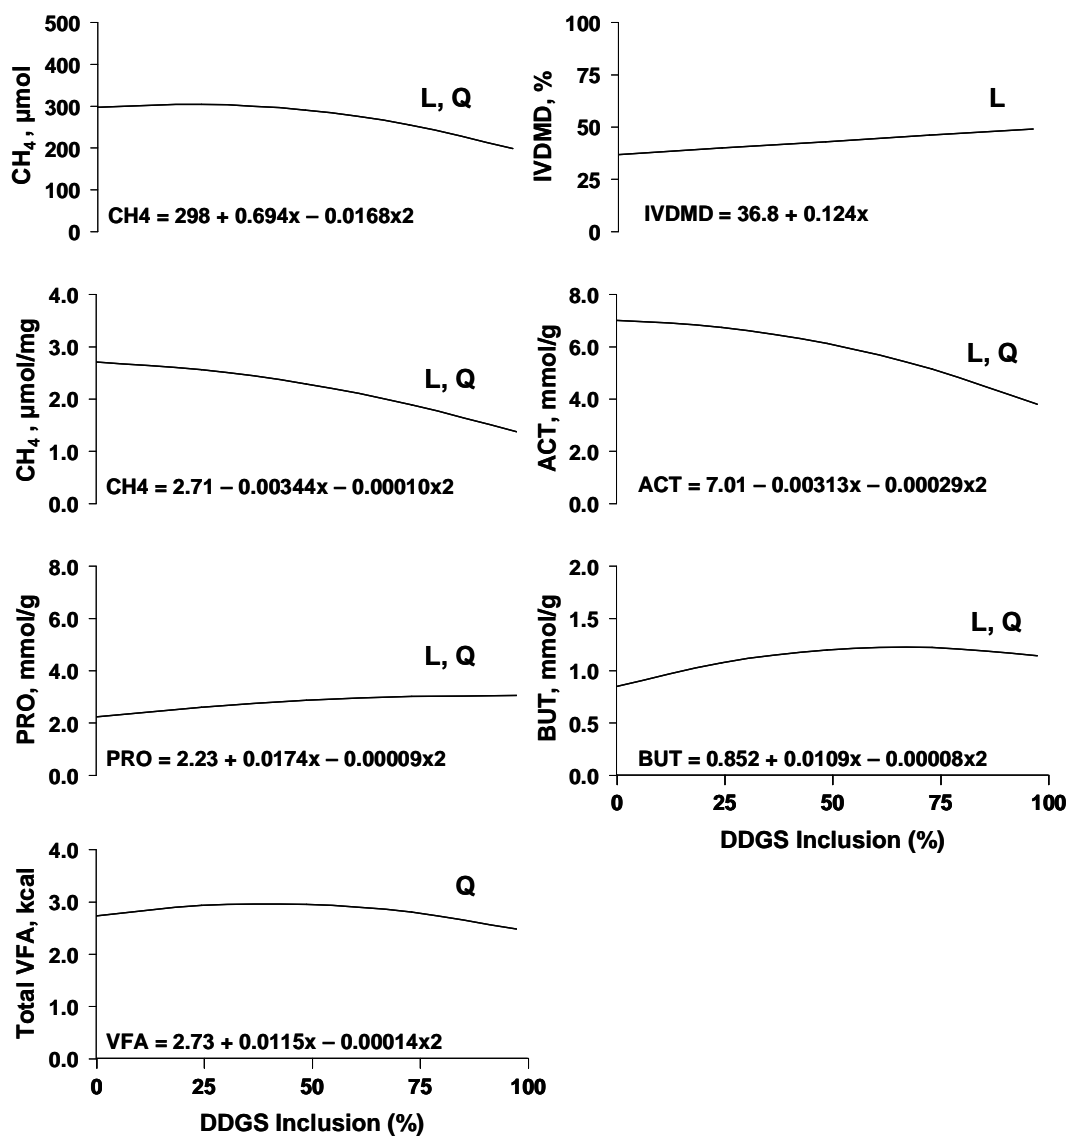 500
400
300
200
100
0
CH4 , µmol
L, Q
CH4 = 298 + 0.694x – 0.0168x2
100
75
50
25
0
IVDMD, %
L
IVDMD = 36.8 + 0.124x
4.0
3.0
2.0
1.0
0.0
CH4 , µmol/mg
L, Q
CH4 = 2.71 – 0.00344x – 0.00010x2
8.0
6.0
4.0
2.0
0.0
ACT, mmol/g
L, Q
ACT = 7.01 – 0.00313x – 0.00029x2
8.0
6.0
4.0
2.0
0.0
PRO, mmol/g
L, Q
PRO = 2.23 + 0.0174x – 0.00009x2
2.0
1.5
1.0
0.5
0.0
BUT, mmol/g
L, Q
BUT = 0.852 + 0.0109x – 0.00008x2
0 25 50 75 100
DDGS Inclusion (%)
4.0
3.0
2.0
1.0
0.0
Total VFA, kcal
Q
VFA = 2.73 + 0.0115x – 0.00014x2
0 25 50 75 100
DDGS Inclusion (%)